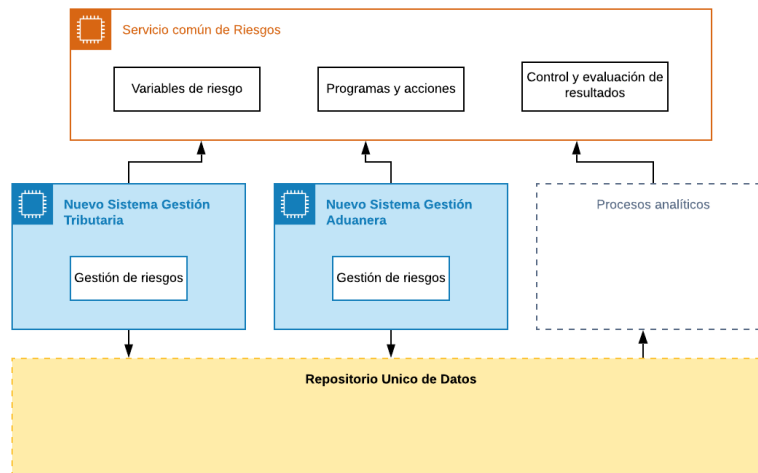 Servicio común de Riesgos
Variables de riesgo
Programas y acciones
Control y evaluación de
resultados
Nuevo Sistema Gestión
Tributaria
Gestión de riesgos
Nuevo Sistema Gestión
Aduanera
Gestión de riesgos
Procesos analíticos
Repositorio Unico de Datos